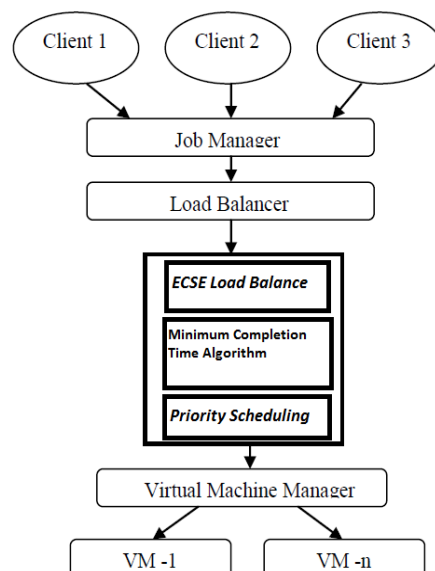 Client 1
Client 2
Client 3
Job Manager
Load Balancer
ECSE Load Balance
Minimum Completion
Time Algorithm
Priority Scheduling
Virtual Machine Manager
VM -1
VM -n